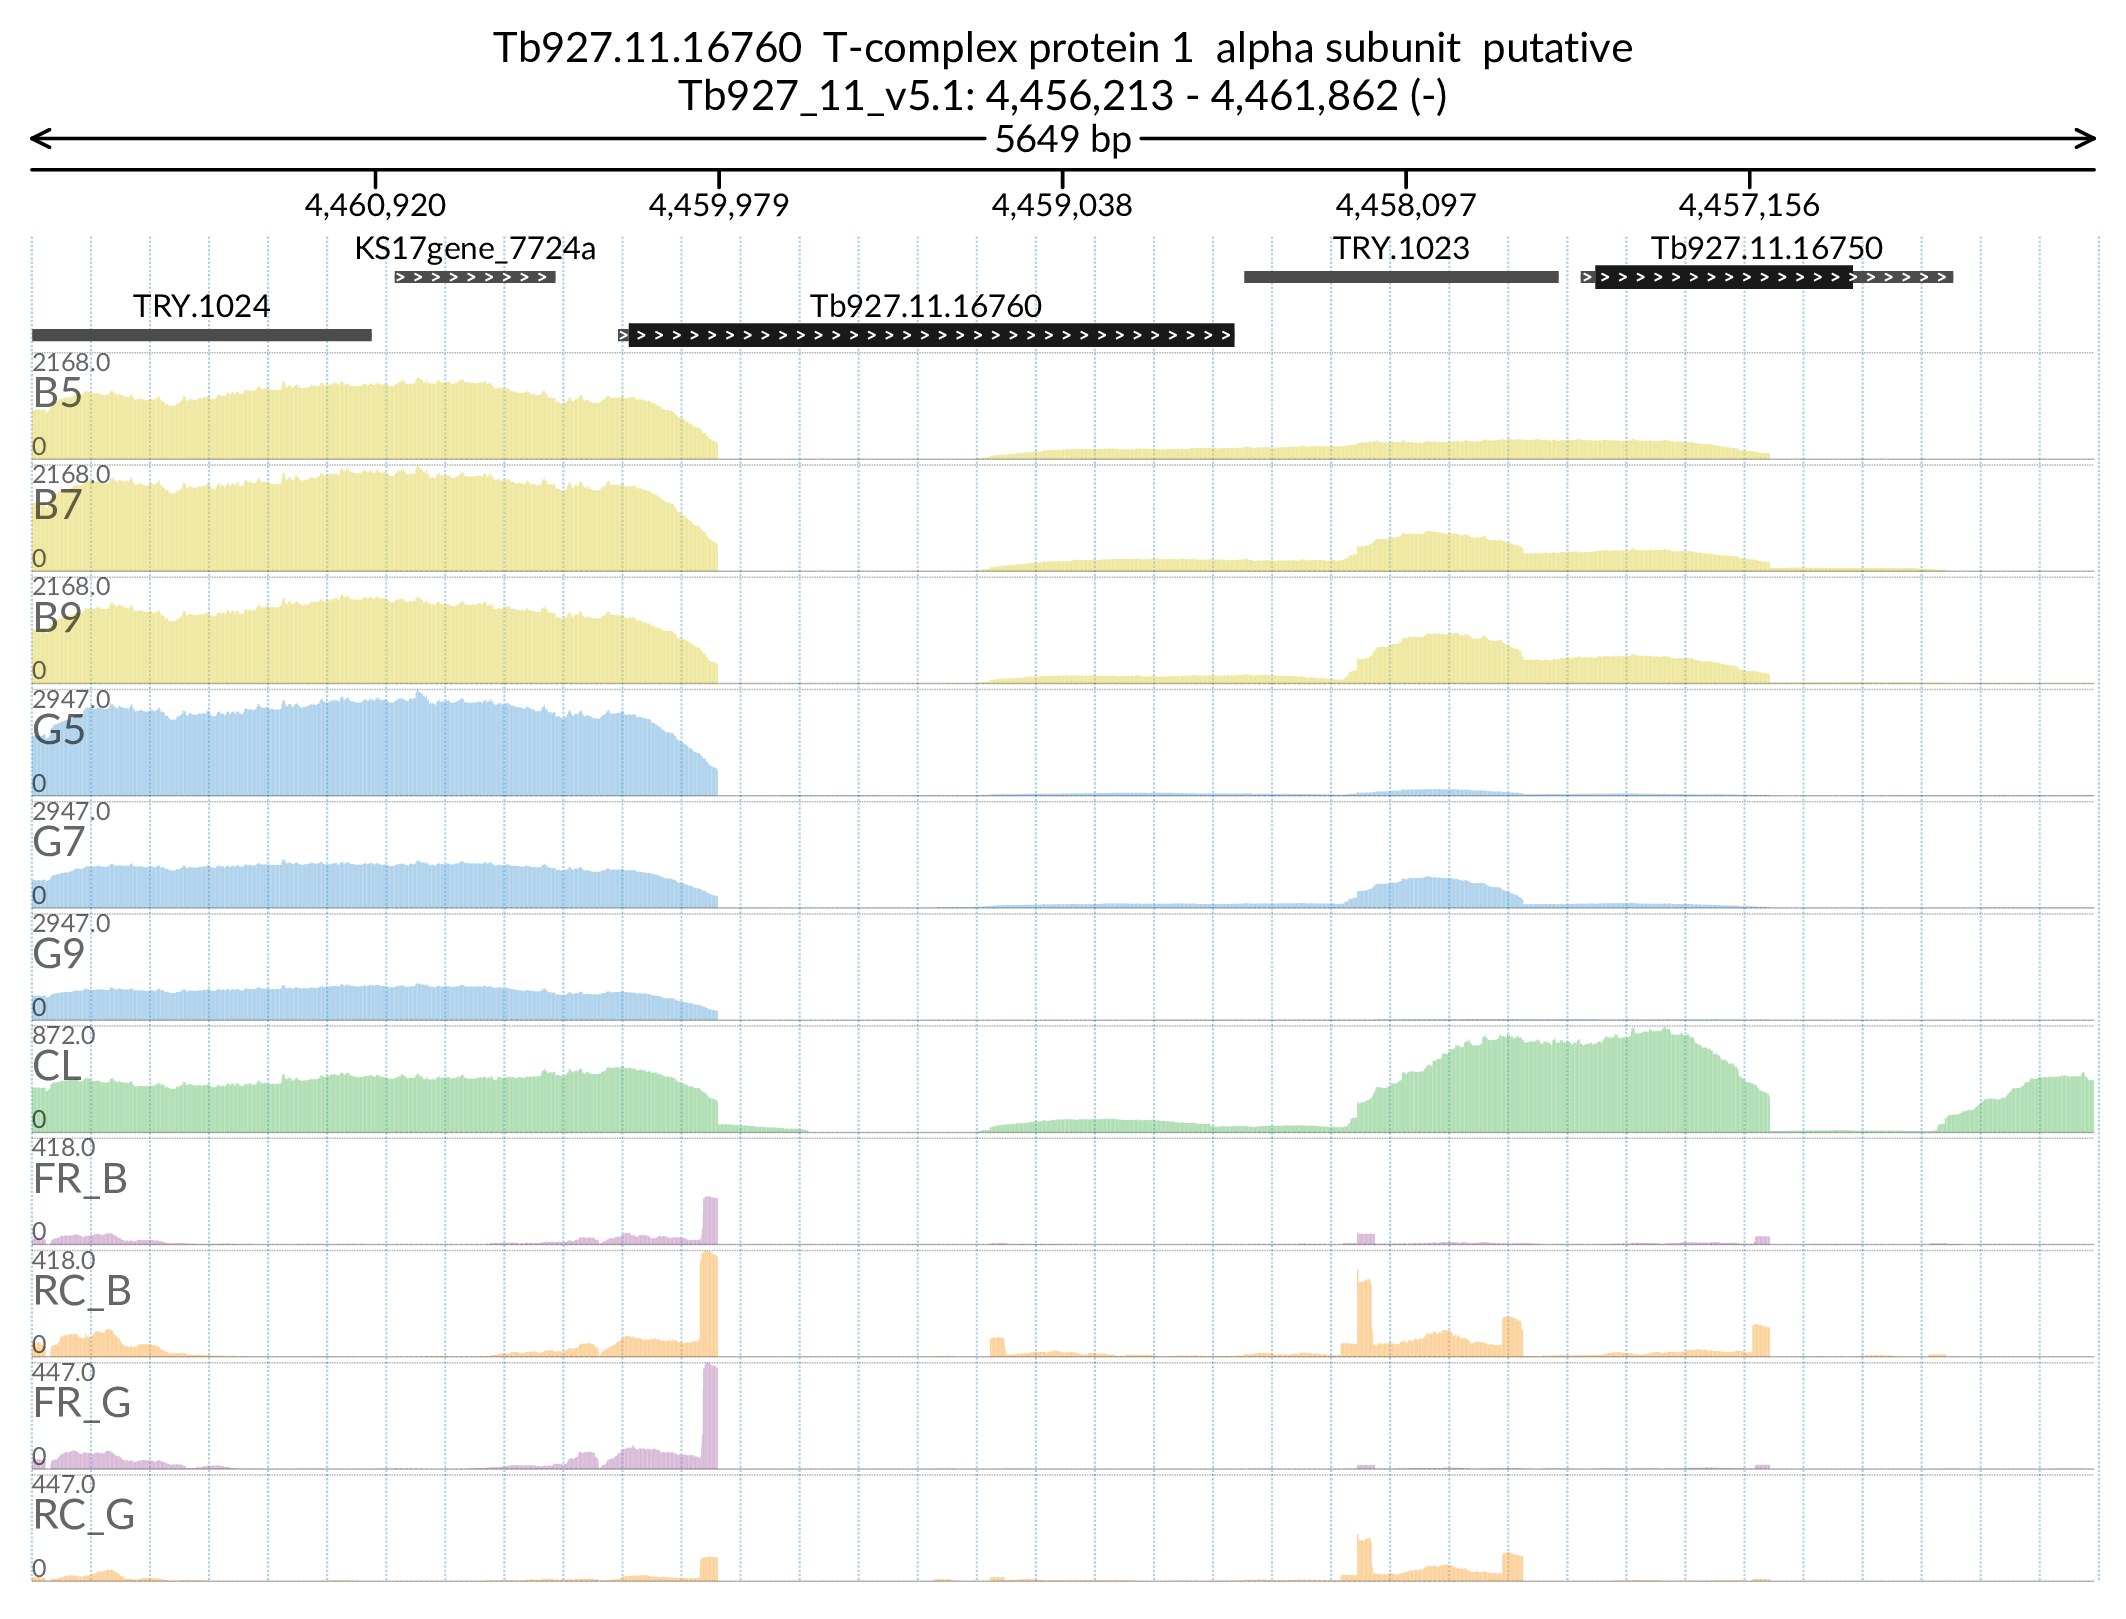 Tb927.11.16760 T-complex protein 1 alpha subunit putative
Tb927_11_v5.1: 4,456,213 - 4,461,862 (-)
5649 bp
4,460,920 4,459,979 4,459,038 4,458,097 4,457,156
KS17gene_7724a TRY.1023 Tb927.11.16750
TRY.1024 Tb927.11.16760
2168.0
B5
0
2168.0
B7
0
2168.0
B9
0
2947.0
G5
0
2947.0
G7
0
2947.0
G9
0
872.0
CL
0
418.0
FR_B
0
418.0
RC_B
0
447.0
FR_G
0
447.0
RC_G
0